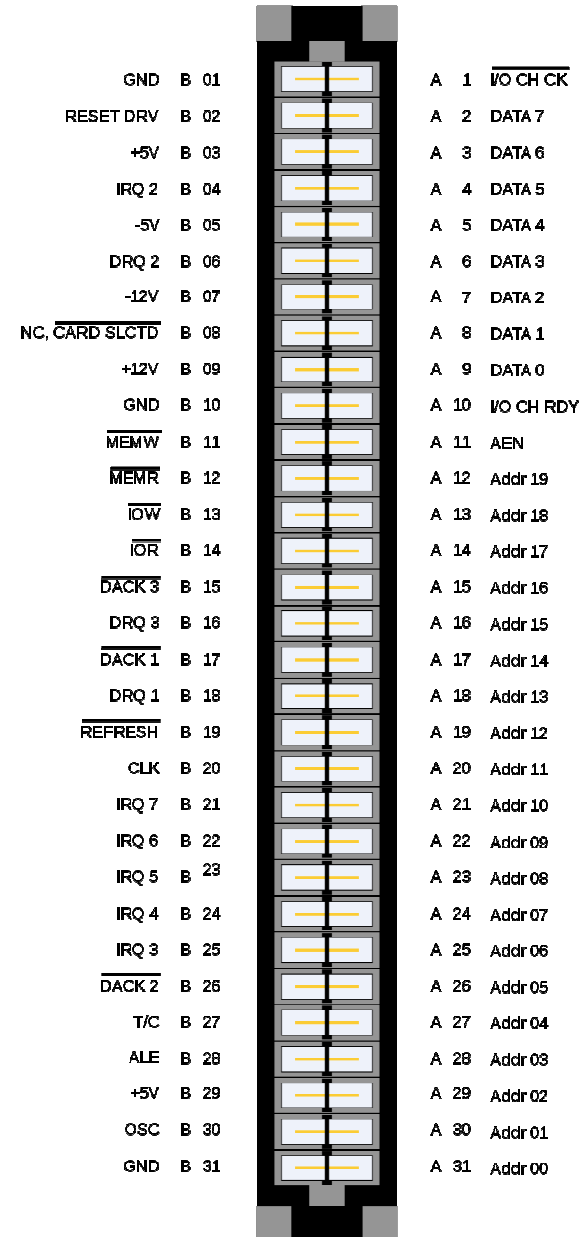 GND B 01 A 1 I/O CH CK
RESET DRV B 02 A 2 DATA 7
+5V B 03 A 3 DATA 6
IRQ 2 B 04 A 4 DATA 5
-5V B 05 A 5 DATA 4
DRQ 2 B 06 A 6 DATA 3
-12V B 07 A 7 DATA 2
NC, CARD SLCTD B 08 A 8 DATA 1
+12V B 09 A 9 DATA 0
GND B 10 A 10 I/O CH RDY
MEMW B 11 A 11 AEN
MEMR B 12 A 12 Addr 19
IOW B 13 A 13 Addr 18
IOR B 14 A 14 Addr 17
DACK 3 B 15 A 15 Addr 16
DRQ 3 B 16 A 16 Addr 15
DACK 1 B 17 A 17 Addr 14
DRQ 1 B 18 A 18 Addr 13
REFRESH B 19 A 19 Addr 12
CLK B 20 A 20 Addr 11
IRQ 7 B 21 A 21 Addr 10
IRQ 6 B 22 A 22 Addr 09
IRQ 5 B 23 A 23 Addr 08
IRQ 4 B 24 A 24 Addr 07
IRQ 3 B 25 A 25 Addr 06
DACK 2 B 26 A 26 Addr 05
T/C B 27 A 27 Addr 04
ALE B 28 A 28 Addr 03
+5V B 29 A 29 Addr 02
OSC B 30 A 30 Addr 01
GND B 31 A 31 Addr 00